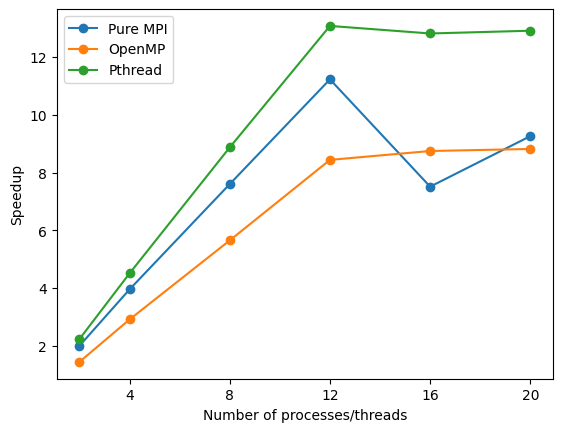 Pure MPI
OpenMP
Pthread
12
10
8
6
4
2
Speedup
4 8 12 16 20
Number of processes/threads